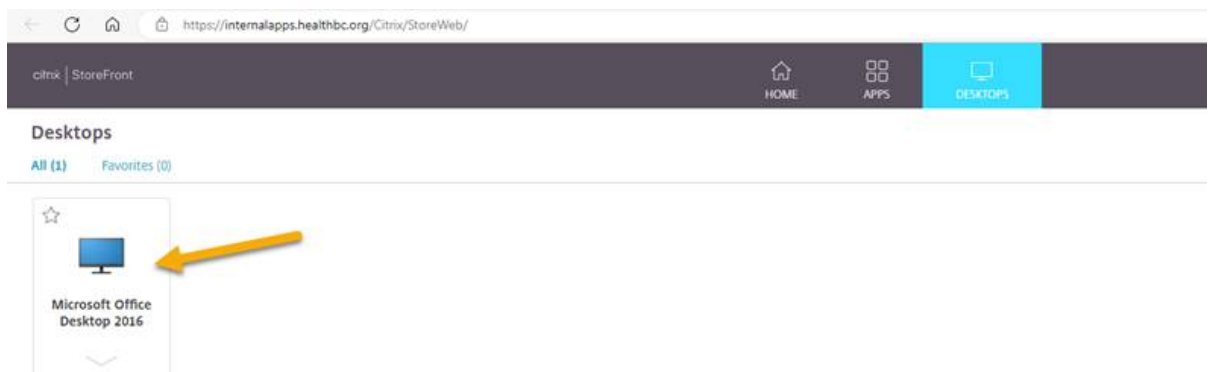 https://internalapps.healthbc.org/Citrix/StoreWeb/
citrix | StoreFront
HOME
APPS
DESKTOPS
Desktops
All (1) Favorites (0)
Microsoft Office
Desktop 2016